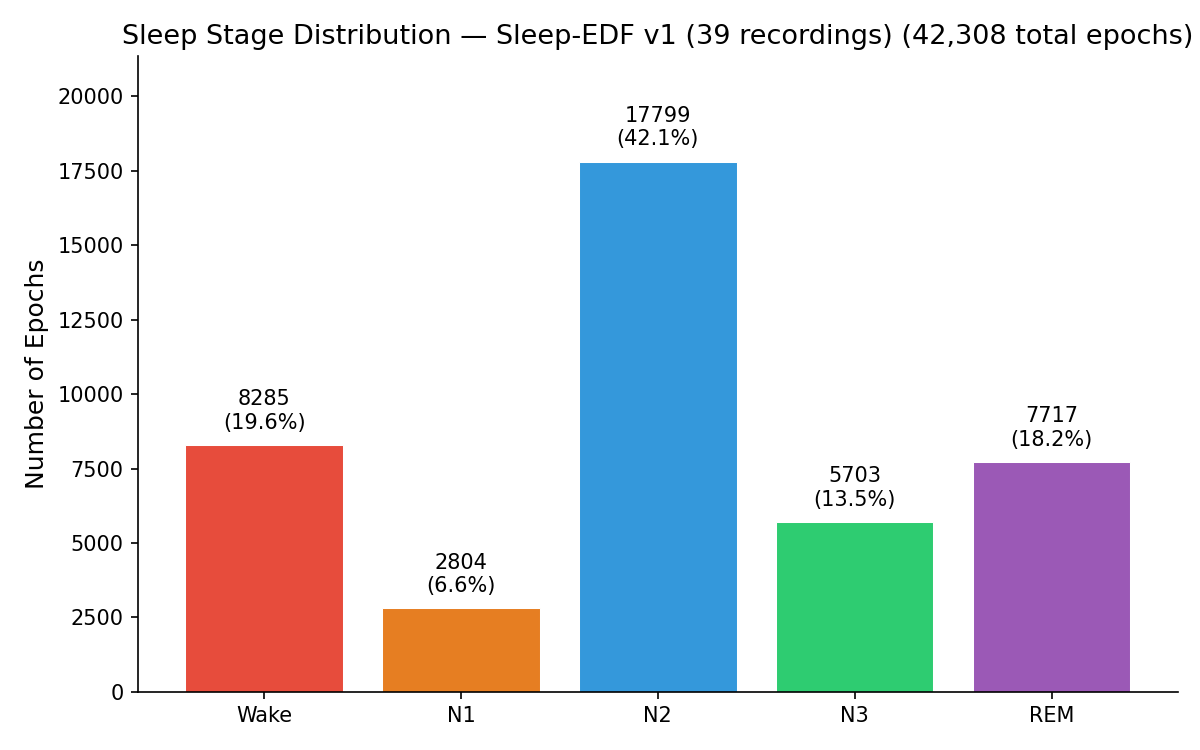 Sleep Stage Distribution — Sleep-EDF v1 (39 recordings) (42,308 total epochs)
Number of Epochs
20000
17500
15000
12500
10000
7500
5000
2500
0
8285
(19.6%)
2804
(6.6%)
17799
(42.1%)
5703
(13.5%)
7717
(18.2%)
Wake
N1
N2
N3
REM